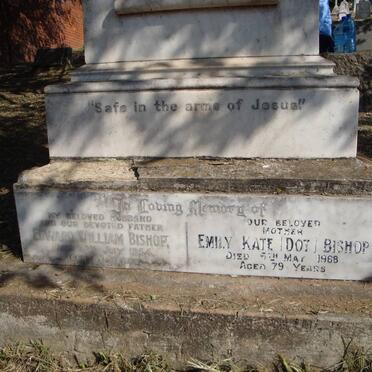 "Safe in the arms of Jesus"
In Loving Memory of
MY BELOVED HUSBAND
AND OUR DEVOTED FATHER
EDWARD WILLIAM BISHOP
OUR BELOVED
MOTHER
EMILY KATE (DOT) BISHOP
DIED MAY 1968
AGED 79 YEARS